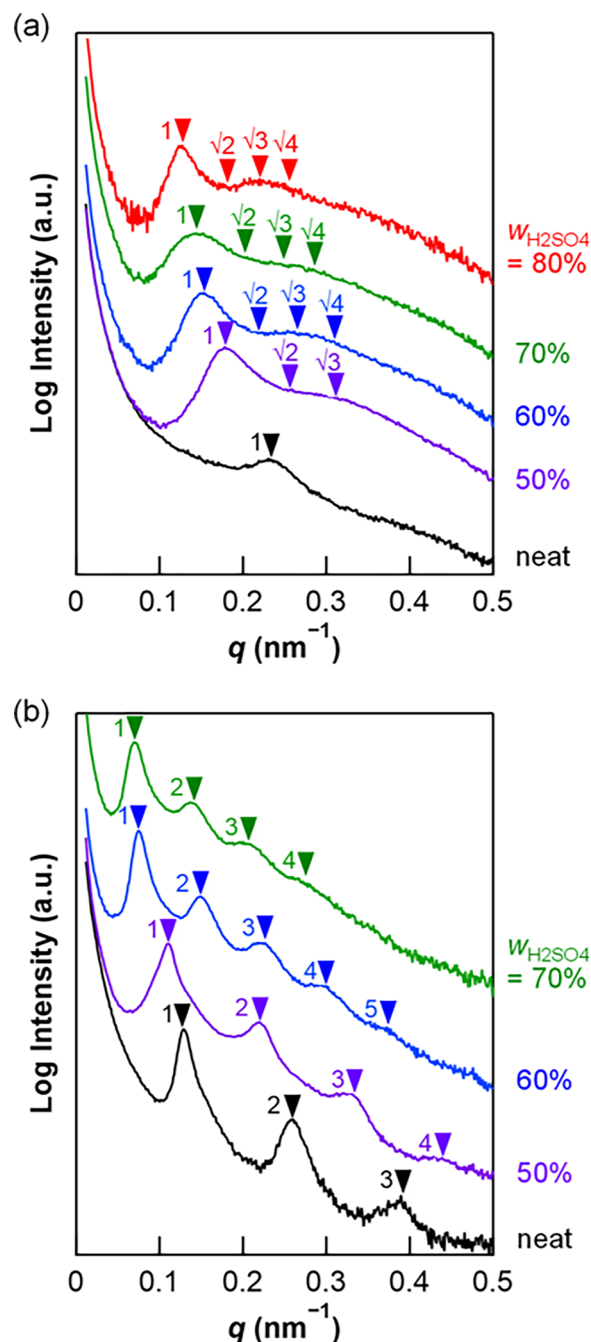 (a)
Log Intensity (a.u.)
1 √2 √3 √4
wH2SO4
= 80%
1 √2 √3 √4
70%
1 √2 √3 √4
60%
1 √2 √3
50%
1
neat
0 0.1 0.2 0.3 0.4 0.5
q (nm⁻¹)
(b)
Log Intensity (a.u.)
1 2 3 4
wH2SO4
= 70%
1 2 3 4 5
60%
1 2 3 4
50%
1 2 3
neat
0 0.1 0.2 0.3 0.4 0.5
q (nm⁻¹)